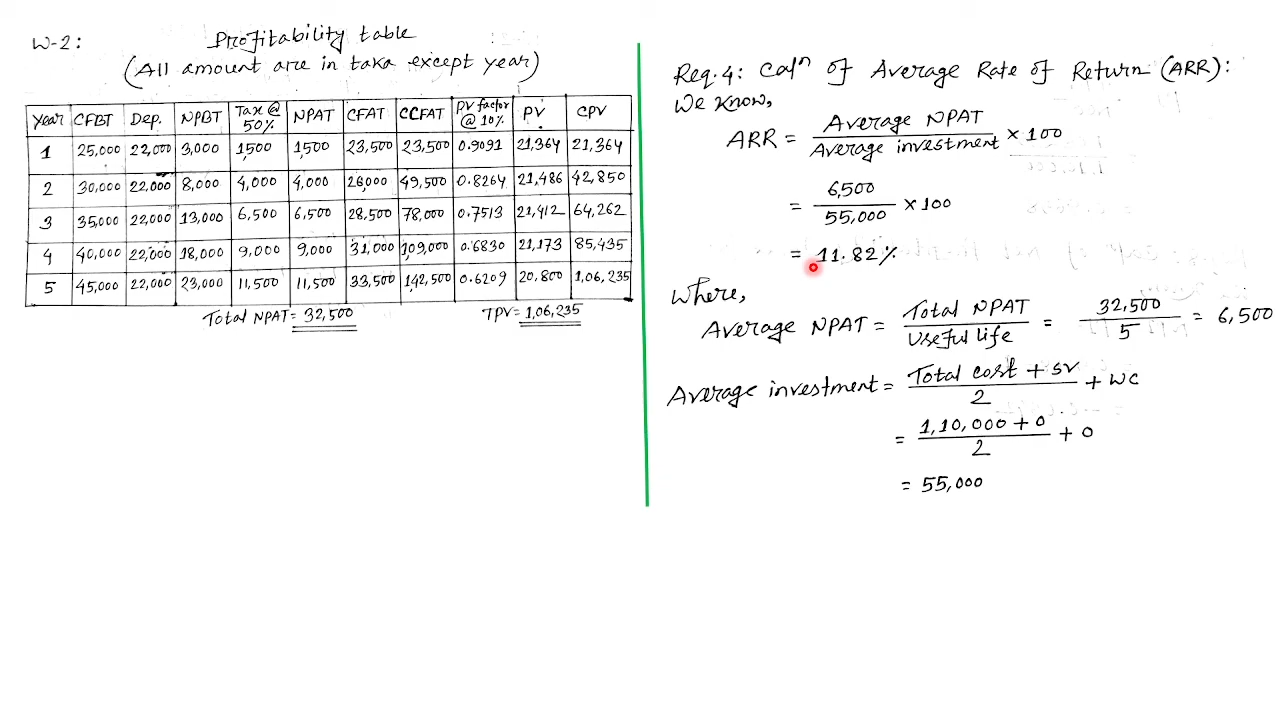 W-2:
Profitability table
(All amount are in taka except year)
Year CFBT Dep. NPBT Tax @ 50% NPAT CFAT CCFAT PV factor @ 10% PV CPV
1 25,000 22,000 3,000 1,500 1,500 23,500 23,500 0.9091 21,364 21,364
2 30,000 22,000 8,000 4,000 4,000 26,000 49,500 0.8264 21,486 42,850
3 35,000 22,000 13,000 6,500 6,500 28,500 78,000 0.7513 21,412 64,262
4 40,000 22,000 18,000 9,000 9,000 31,000 109,000 0.6830 21,173 85,435
5 45,000 22,000 23,000 11,500 11,500 33,500 142,500 0.6209 20.800 1,06,235
Total NPAT = 32,500 TPV = 1,06,235
Req. 4: Calⁿ of Average Rate of Return (ARR):
We know,
ARR = Average NPAT / Average investment × 100
= 6,500 / 55,000 × 100
= 11.82%
Where,
Average NPAT = Total NPAT / Useful life = 32,500 / 5 = 6,500
Average investment = Total cost + SV / 2 + WC
= 1,10,000 + 0 / 2 + 0
= 55,000